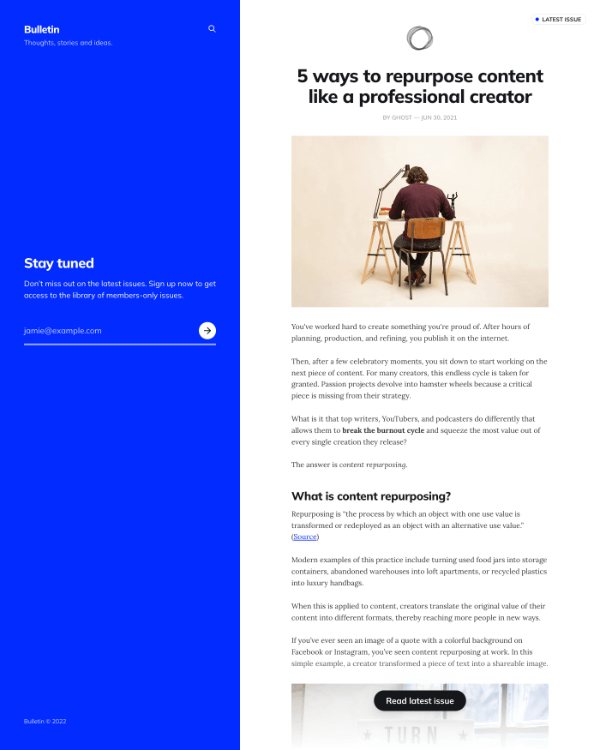 Bulletin
Thoughts, stories and ideas.
Stay tuned
Don't miss out on the latest issues. Sign up now to get
access to the library of members-only issues.
jamie@example.com
Bulletin © 2022
LATEST ISSUE
5 ways to repurpose content
like a professional creator
BY GHOST — JUN 30, 2021
You've worked hard to create something you're proud of. After hours of
planning, production, and refining, you publish it on the internet.
Then, after a few celebratory moments, you sit down to start working on the
next piece of content. For many creators, this endless cycle is taken for
granted. Passion projects devolve into hamster wheels because a critical
piece is missing from their strategy.
What is it that top writers, YouTubers, and podcasters do differently that
allows them to break the burnout cycle and squeeze the most value out of
every single creation they release?
The answer is content repurposing.
What is content repurposing?
Repurposing is "the process by which an object with one use value is
transformed or redeployed as an object with an alternative use value."
(Source)
Modern examples of this practice include turning used food jars into storage
containers, abandoned warehouses into loft apartments, or recycled plastics
into luxury handbags.
When this is applied to content, creators translate the original value of their
content into different formats, thereby reaching more people in new ways.
If you've ever seen an image of a quote with a colorful background on
Facebook or Instagram, you've seen content repurposing at work. In this
simple example, a creator transformed a piece of text into a shareable image.
Read latest issue
TURN